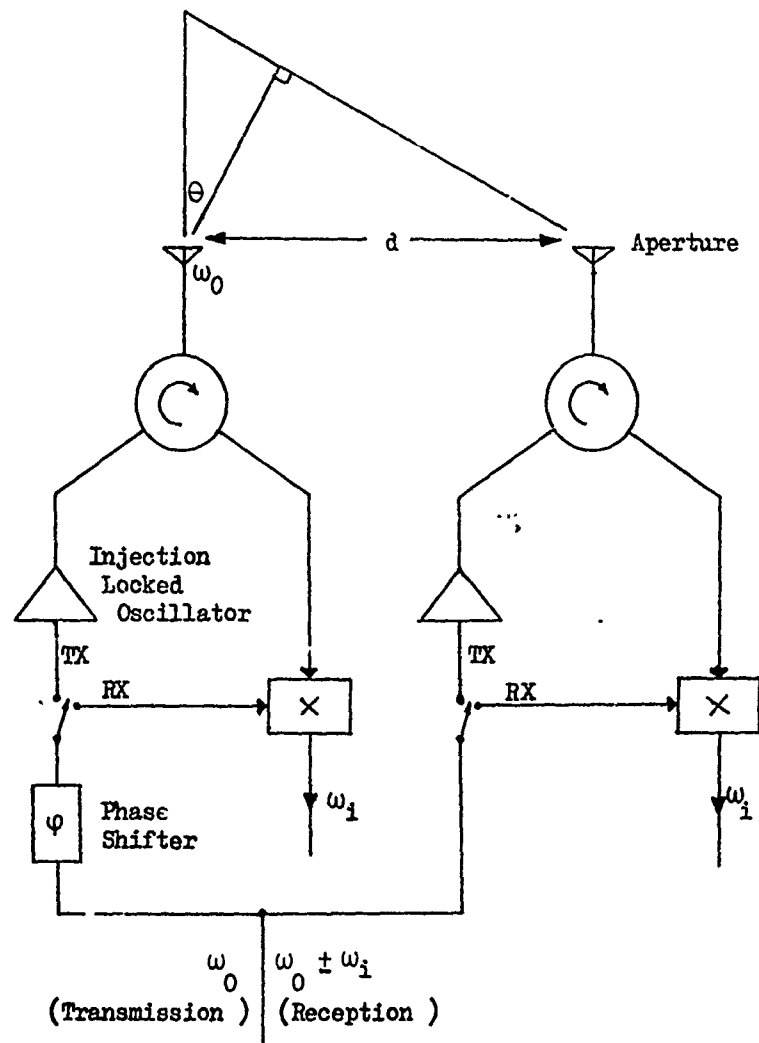 θ
d
Aperture
ω0
Injection
Locked
Oscillator
TX
TX
RX
RX
×
×
ωi
ωi
φ
Phase
Shifter
ω0
ω0 ± ωi
(Transmission ) (Reception )